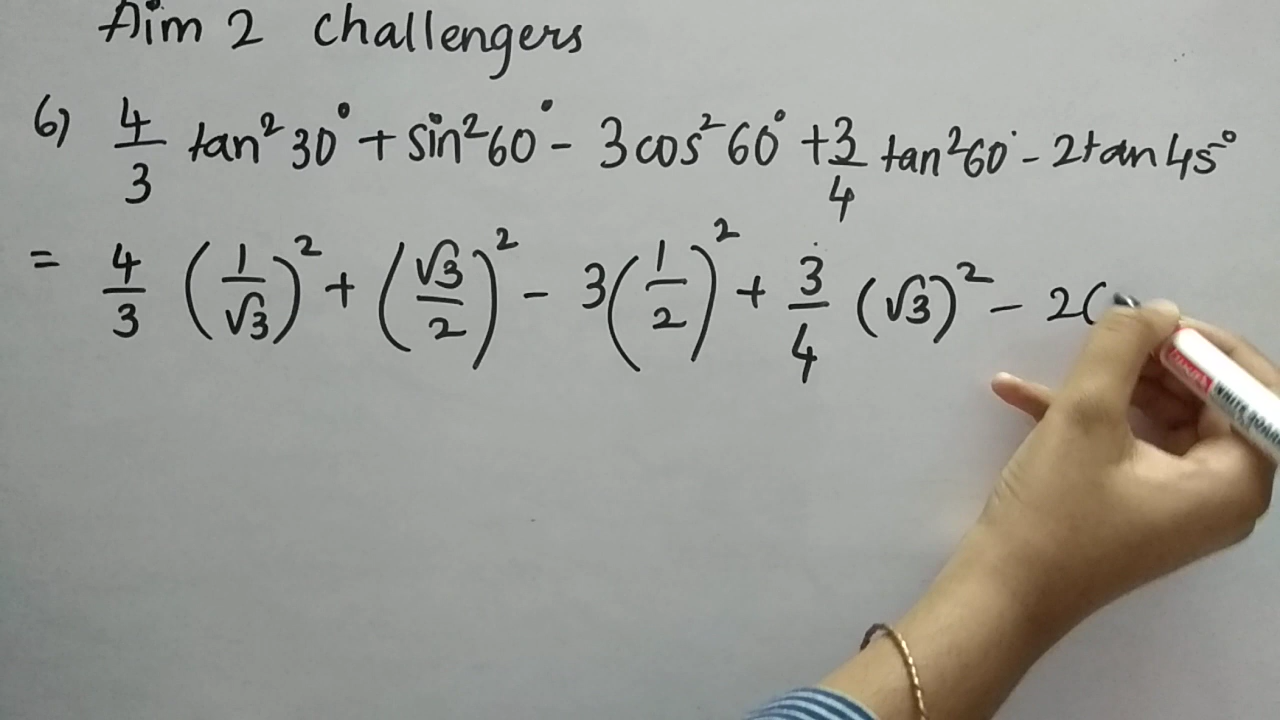 Aim 2 challengers
6) 4/3 tan²30° + sin²60° - 3cos²60° + 3/4 tan²60° - 2tan45°
= 4/3 (1/√3)² + (√3/2)² - 3(1/2)² + 3/4 (√3)² - 2(